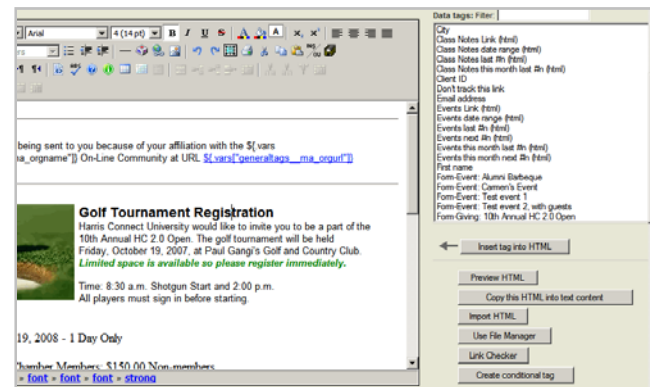 Data tags: Filter:
Arial
4 (14 pt)
B I U S A A A x, x'
City
Class Notes Link (html)
Class Notes date range (html)
Class Notes last #n (html)
Class Notes this month last #n (html)
Client ID
Don't track this link
Email address
Events Link (html)
Events date range (html)
Events last #n (html)
Events next #n (html)
Events this month last #n (html)
Events this month next #n (html)
First name
Form-Event: Alumni Barbeque
Form-Event: Carmen's Event
Form-Event: Test event 1
Form-Event: Test event 2, with guests
Form-Giving: 10th Annual HC 2.0 Open
being sent to you because of your affiliation with the ${.vars
na_orgname"]} On-Line Community at URL ${.vars["generaltags__ma_orgurl"]}
Golf Tournament Registration
Harris Connect University would like to invite you to be a part of the
10th Annual HC 2.0 Open. The golf tournament will be held
Friday, October 19, 2007, at Paul Gangi's Golf and Country Club.
Limited space is available so please register immediately.
Time: 8:30 a.m. Shotgun Start and 2:00 p.m.
All players must sign in before starting.
19, 2008 - 1 Day Only
Chamber Members: $150.00 Non-members
» font » font » font » strong
Insert tag into HTML
Preview HTML
Copy this HTML into text content
Import HTML
Use File Manager
Link Checker
Create conditional tag